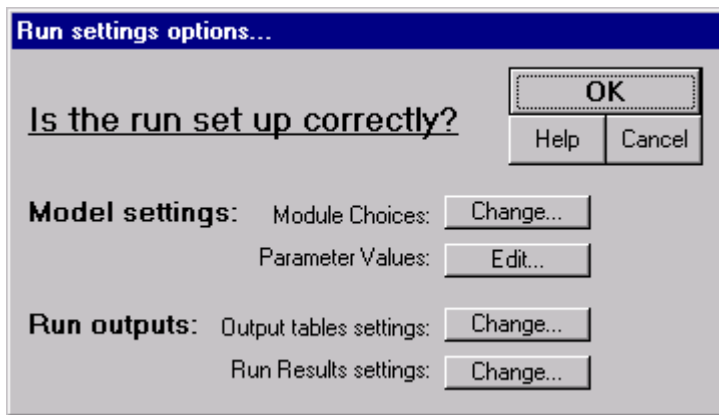 Run settings options...
Is the run set up correctly?
OK
Help
Cancel
Model settings:
Module Choices:
Change...
Parameter Values:
Edit...
Run outputs:
Output tables settings:
Change...
Run Results settings:
Change...